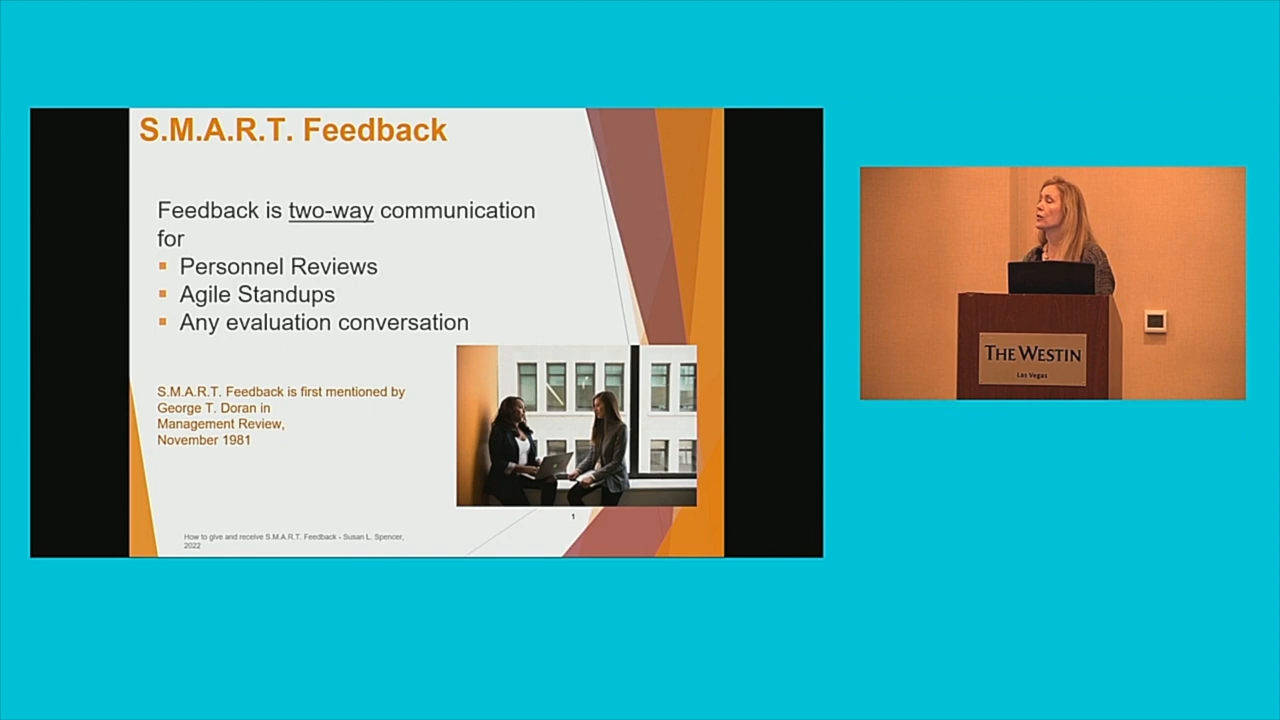 S.M.A.R.T. Feedback
Feedback is two-way communication
for
Personnel Reviews
Agile Standups
Any evaluation conversation
S.M.A.R.T. Feedback is first mentioned by
George T. Doran in
Management Review,
November 1981
1
How to give and receive S.M.A.R.T. Feedback - Susan L. Spencer,
2022
THE WESTIN
Las Vegas